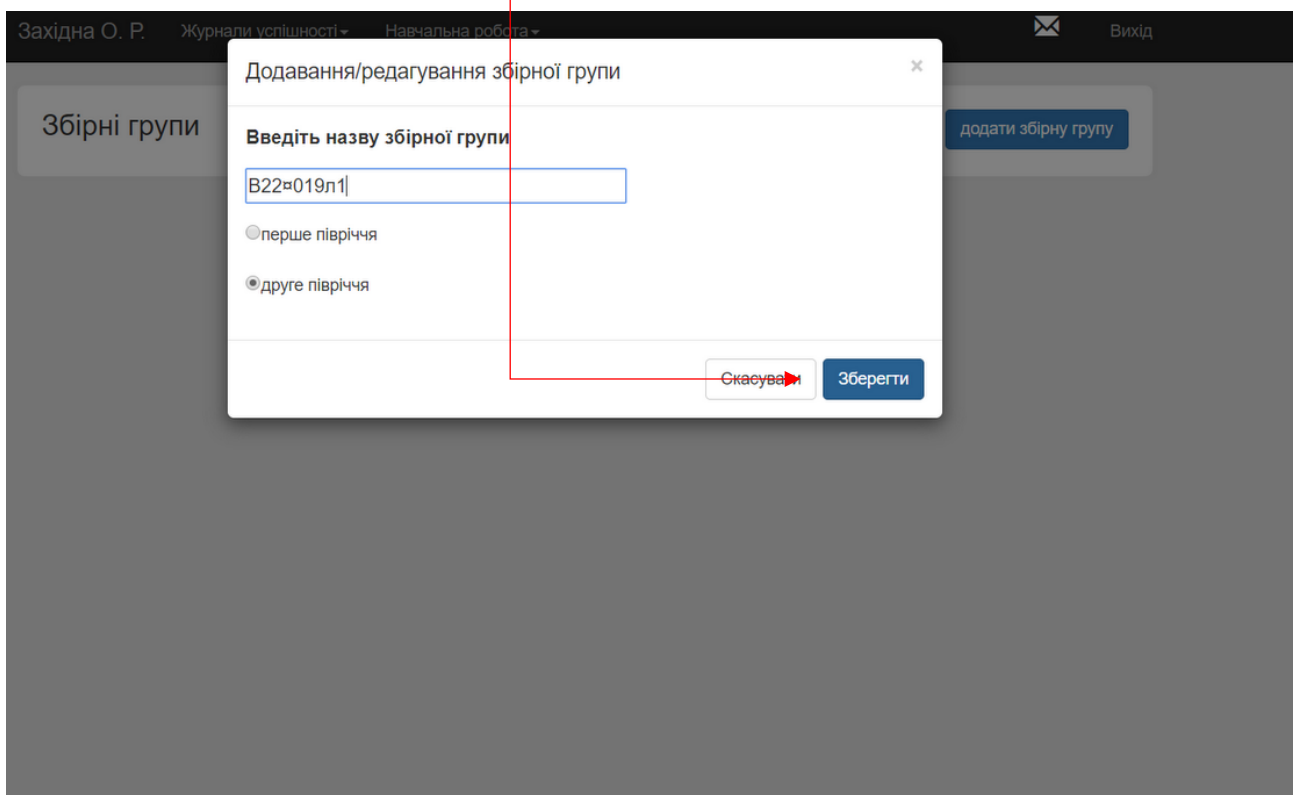 Західна О. Р. Журнали успішності Навчальна робота Вихід
Додавання/редагування збірної групи ×
Збірні групи
додати збірну групу
Введіть назву збірної групи
В22¤019л1
перше півріччя
друге півріччя
Скасувати Зберегти